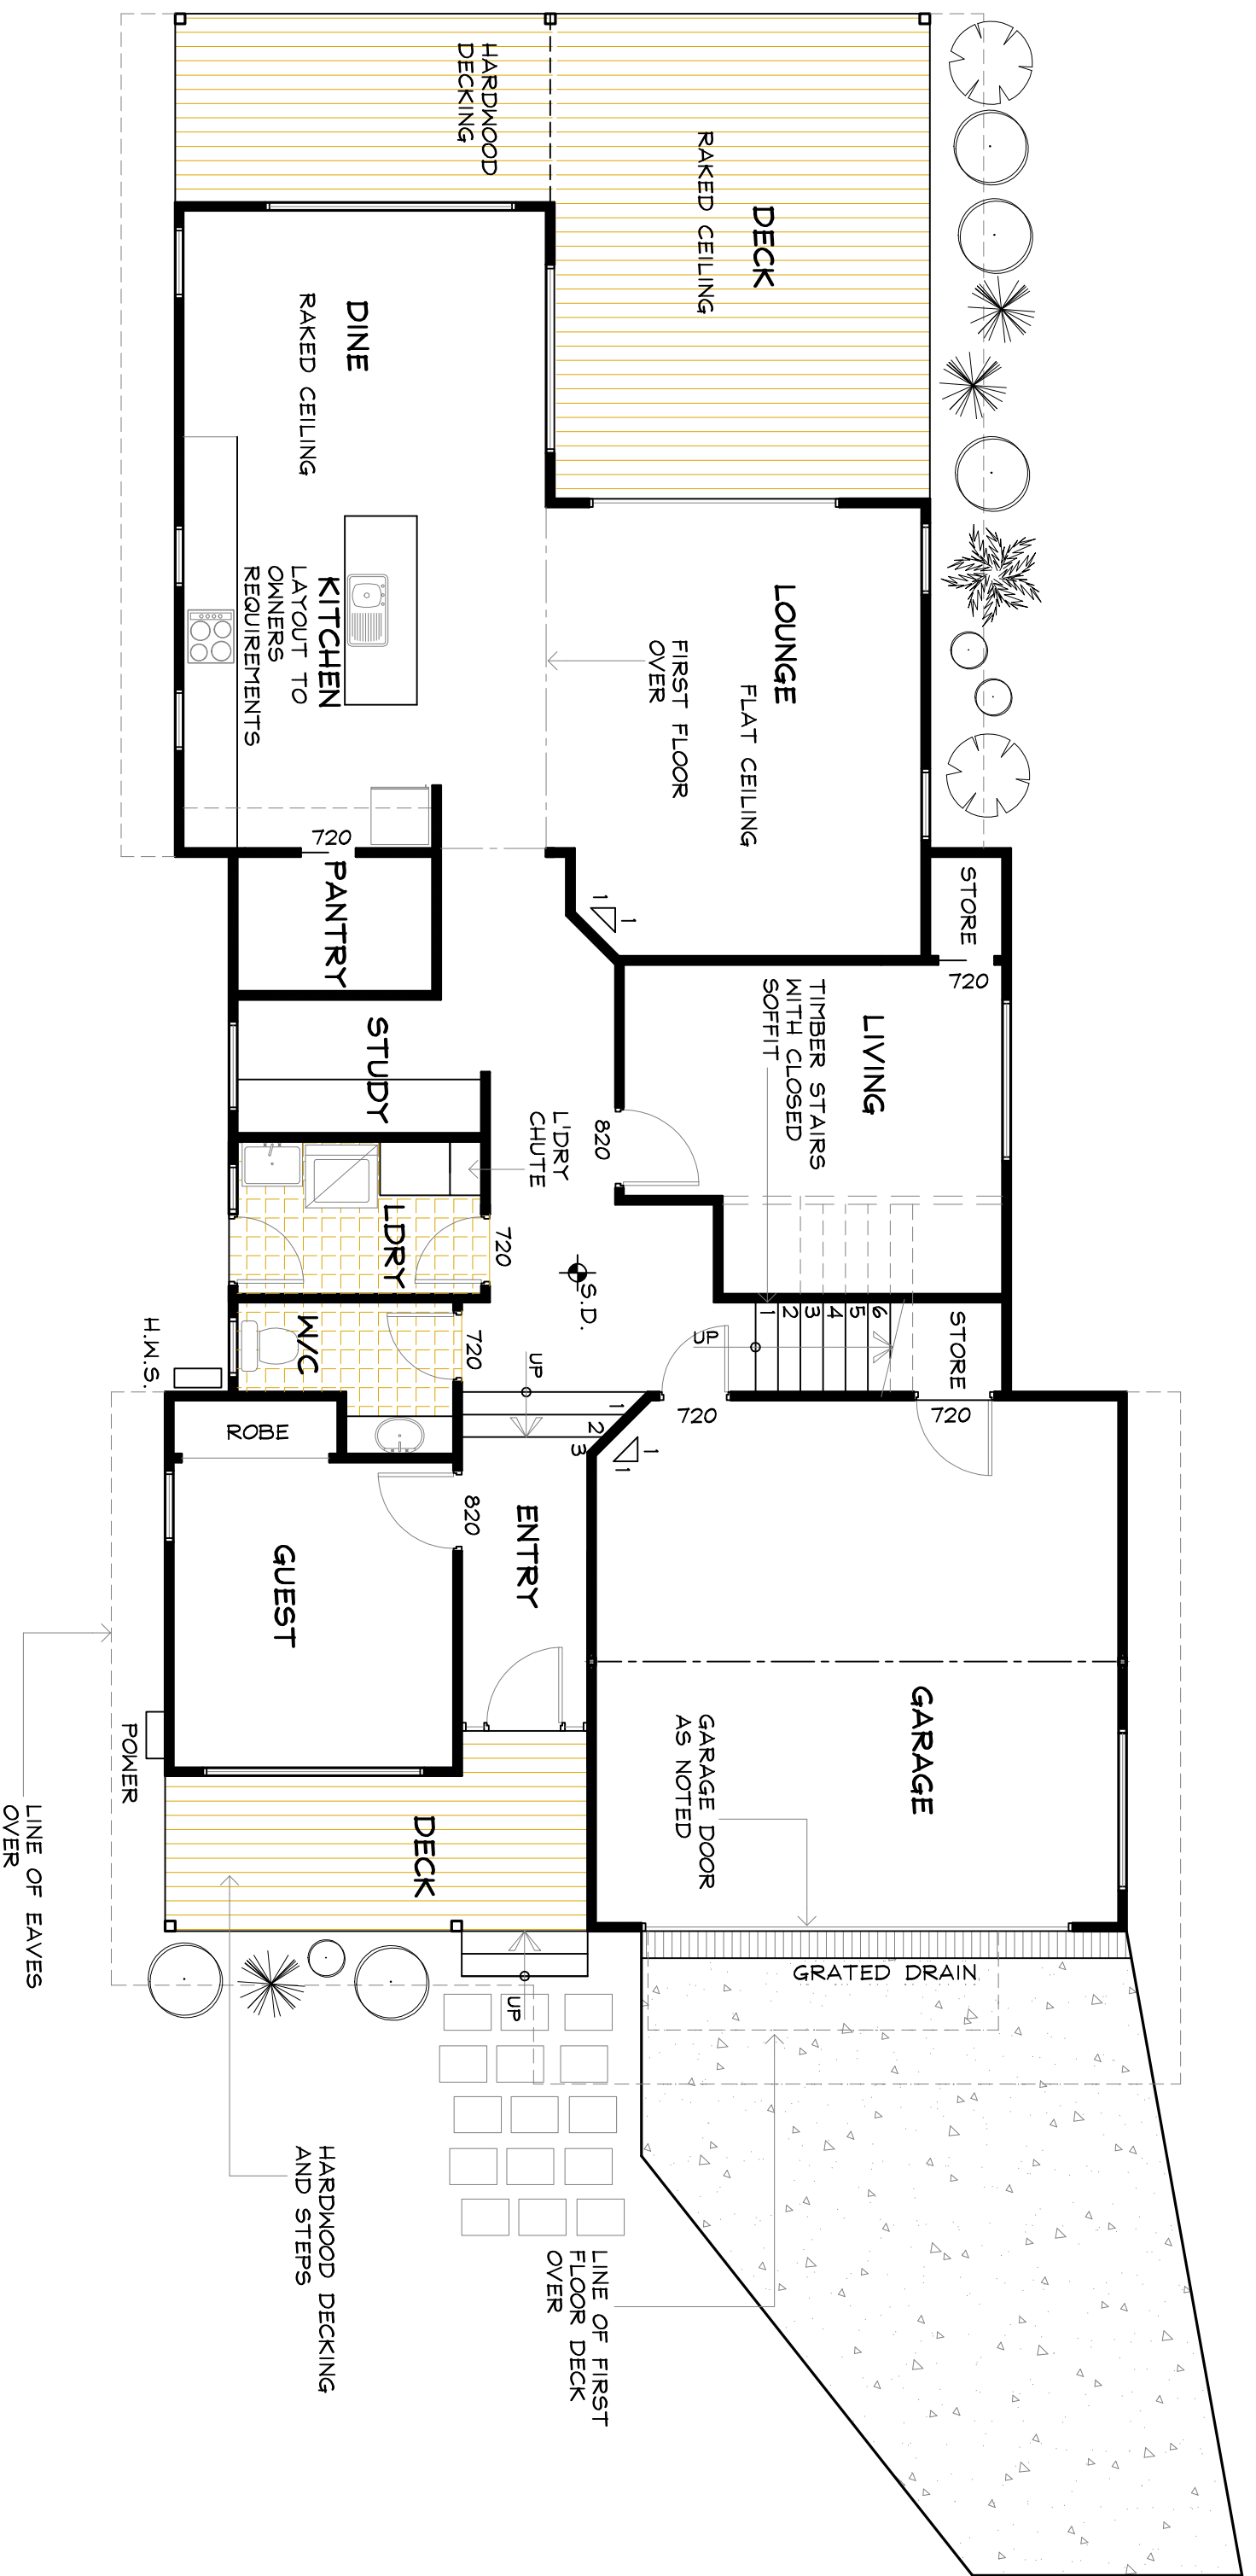 HARDWOOD
DECKING
RAKED CEILING
DECK
DINE
RAKED CEILING
KITCHEN
LAYOUT TO
OWNERS
REQUIREMENTS
LOUNGE
FLAT CEILING
FIRST FLOOR
OVER
720
PANTRY
1
1
STORE
720
STUDY
LIVING
TIMBER STAIRS
WITH CLOSED
SOFFIT
L'DRY
CHUTE
820
LDRY
720
S.D.
W/C
720
H.W.S.
UP
1
2
3
UP
1
2
3
4
5
6
STORE
720
720
1
1
ROBE
820
ENTRY
GUEST
GARAGE
GARAGE DOOR
AS NOTED
POWER
DECK
LINE OF EAVES
OVER
GRATED DRAIN
UP
HARDWOOD DECKING
AND STEPS
LINE OF FIRST
FLOOR DECK
OVER